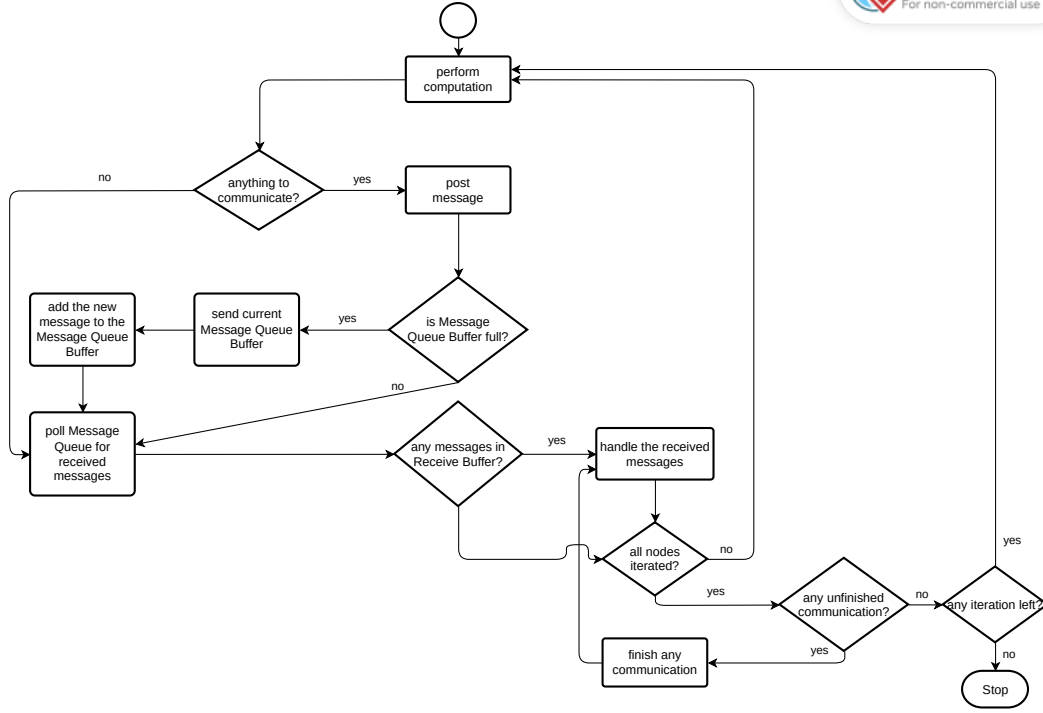 For non-commercial use
perform
computation
anything to
communicate?
no
yes
post
message
add the new
message to the
Message Queue
Buffer
send current
Message Queue
Buffer
yes
is Message
Queue Buffer full?
no
poll Message
Queue for
received
messages
any messages in
Receive Buffer?
yes
handle the received
messages
all nodes
iterated?
no
yes
any unfinished
communication?
no
any iteration left?
yes
yes
finish any
communication
no
Stop